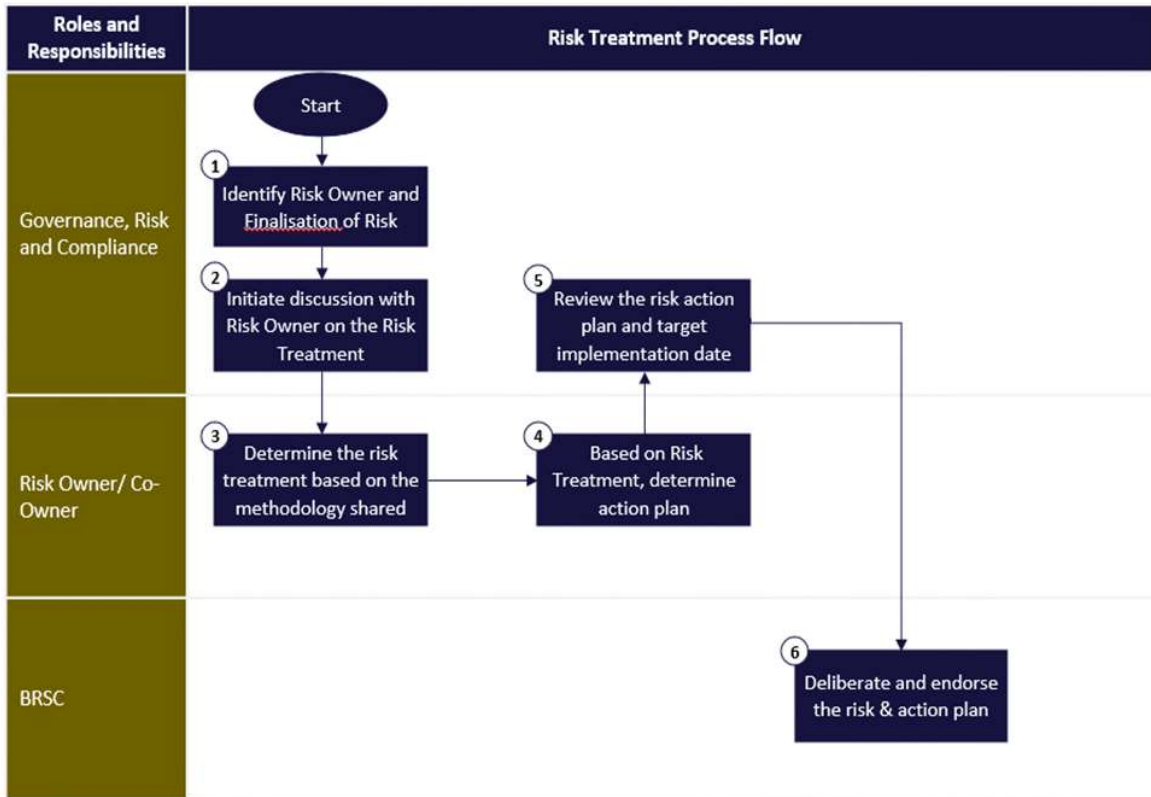 Roles and
Responsibilities
Risk Treatment Process Flow
Governance, Risk
and Compliance
Start
1
Identify Risk Owner and
Finalisation of Risk
2
Initiate discussion with
Risk Owner on the Risk
Treatment
5
Review the risk action
plan and target
implementation date
Risk Owner/ Co-
Owner
3
Determine the risk
treatment based on the
methodology shared
4
Based on Risk
Treatment, determine
action plan
BRSC
6
Deliberate and endorse
the risk & action plan